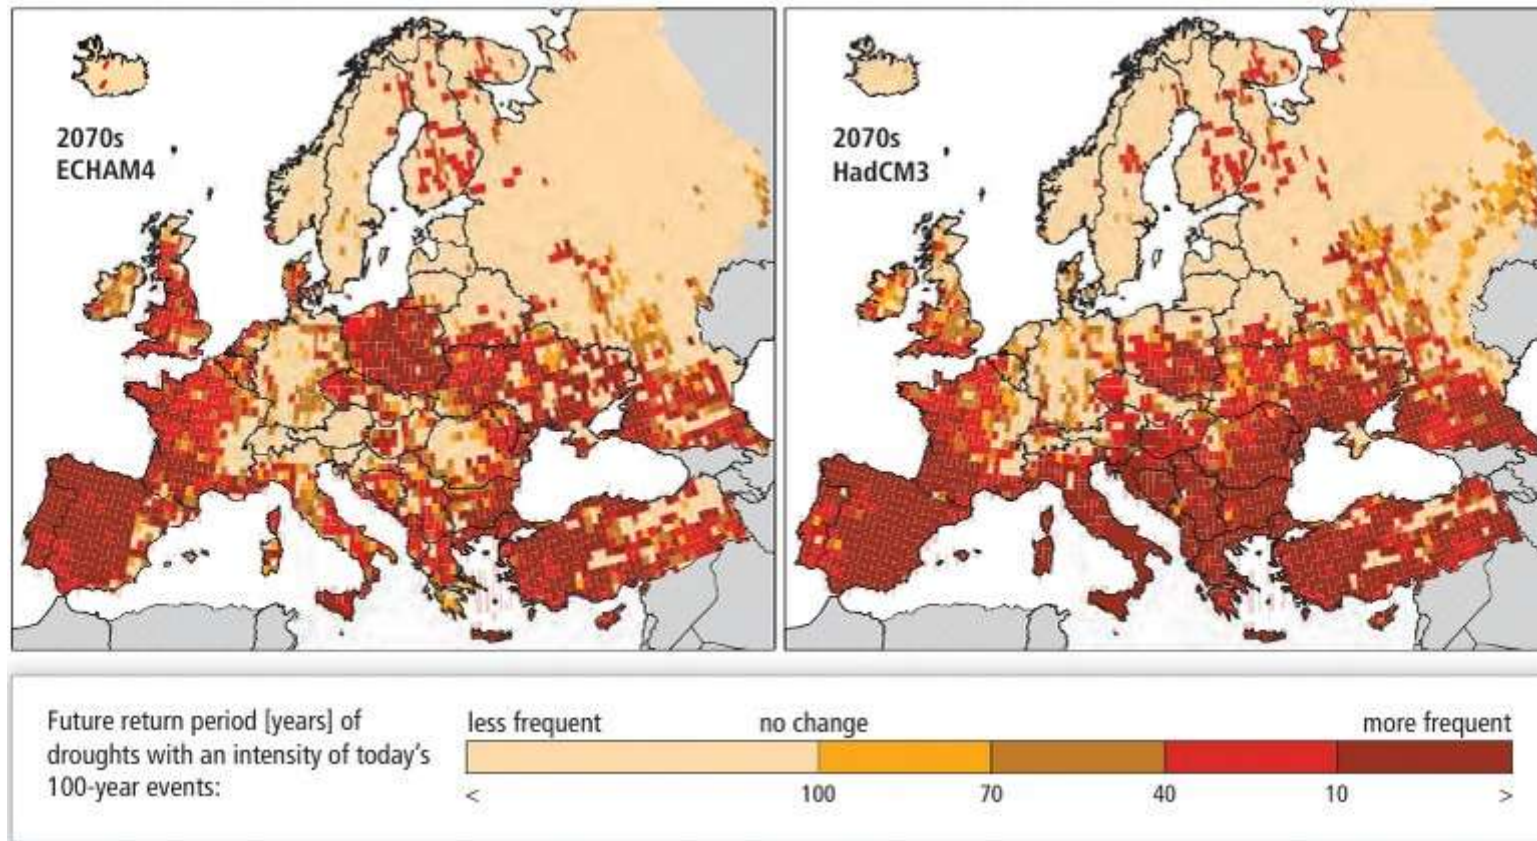 2070s
ECHAM4
2070s
HadCM3
Future return period [years] of
droughts with an intensity of today's
100-year events:
less frequent
no change
more frequent
<
100
70
40
10
>